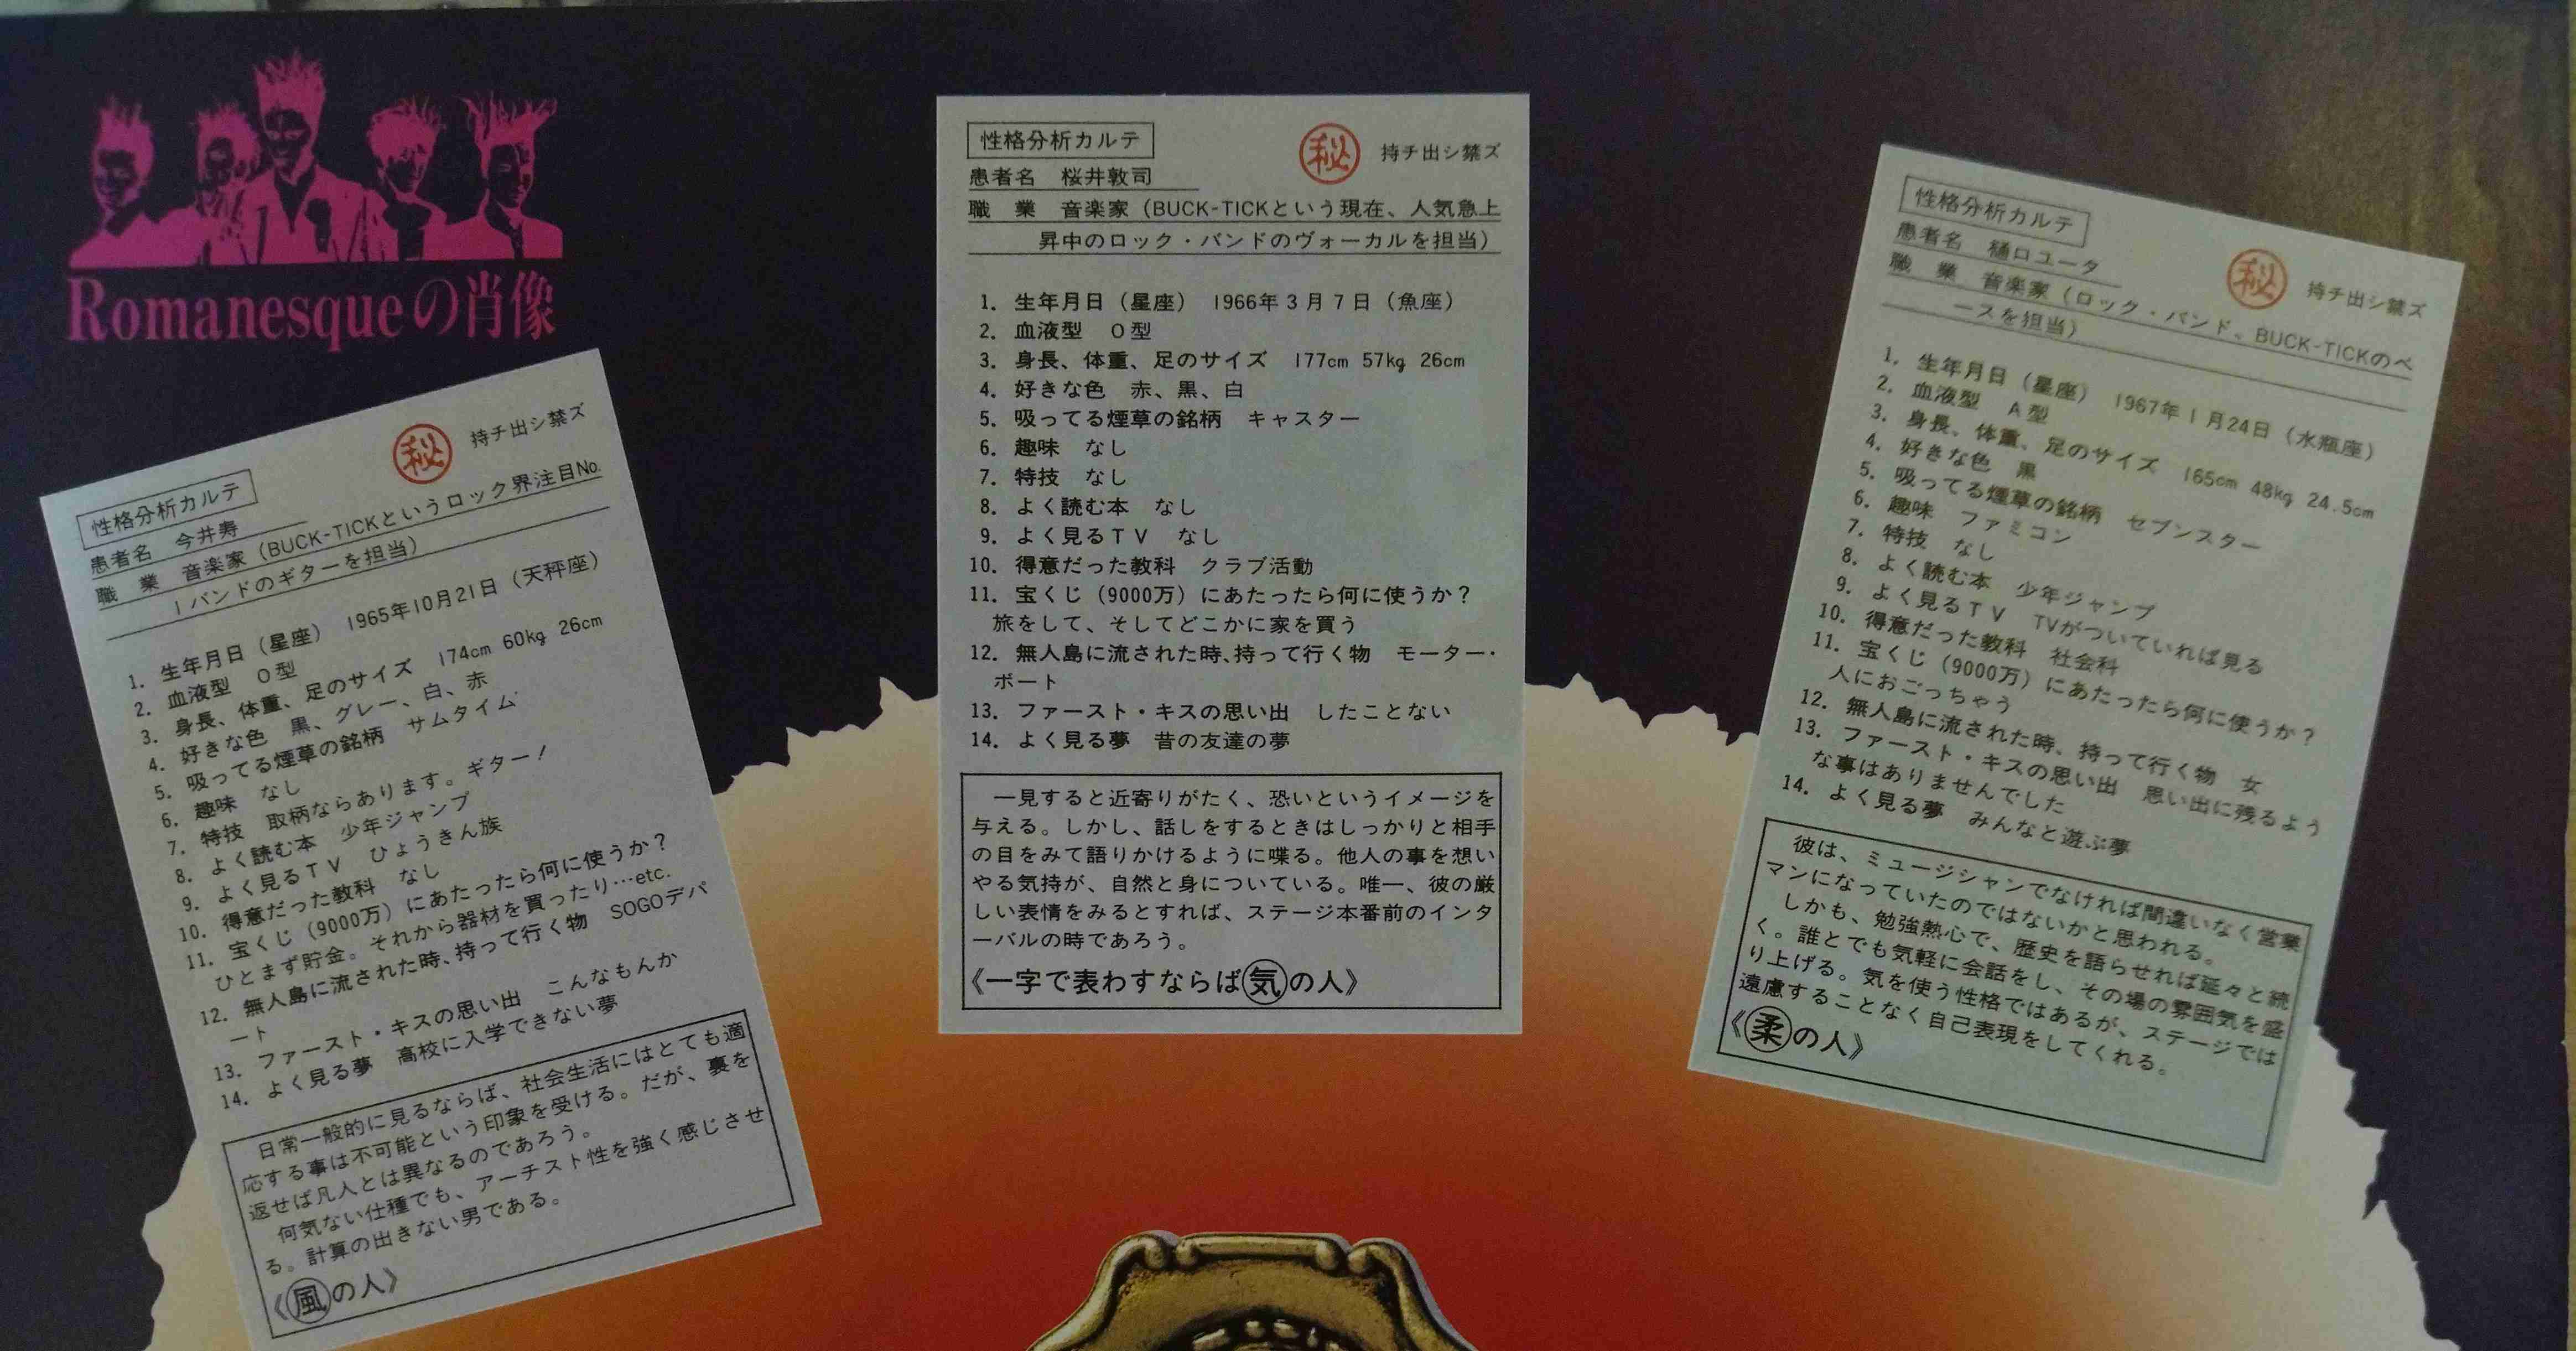 Romanesqueの肖像
㊙ 持チ出シ禁ズ
性格分析カルテ
患者名 今井寿
職 業 音楽家（BUCK-TICKというロック界注目No.
1バンドのギターを担当）
1. 生年月日（星座） 1965年10月21日（天秤座）
2. 血液型 O型
3. 身長、体重、足のサイズ 174cm 60kg 26cm
4. 好きな色 黒、グレー、白、赤
5. 吸ってる煙草の銘柄 サムタイム
6. 趣味 なし
7. 特技 取柄ならあります。ギター！
8. よく読む本 少年ジャンプ
9. よく見るＴＶ ひょうきん族
10. 得意だった教科 なし
11. 宝くじ（9000万）にあたったら何に使うか？
ひとまず貯金。それから器材を買ったり…etc.
12. 無人島に流された時､持って行く物 SOGOデパ
ート
13. ファースト・キスの思い出 こんなもんか
14. よく見る夢 高校に入学できない夢
日常一般的に見るならば、社会生活にはとても適
応する事は不可能という印象を受ける。だが、裏を
返せば凡人とは異なるのであろう。
何気ない仕種でも、アーチスト性を強く感じさせ
る。計算の出きない男である。
《風の人》
性格分析カルテ
㊙ 持チ出シ禁ズ
患者名 桜井敦司
職 業 音楽家（BUCK-TICKという現在、人気急上
昇中のロック・バンドのヴォーカルを担当）
1. 生年月日（星座） 1966年3月7日（魚座）
2. 血液型 O型
3. 身長、体重、足のサイズ 177cm 57kg 26cm
4. 好きな色 赤、黒、白
5. 吸ってる煙草の銘柄 キャスター
6. 趣味 なし
7. 特技 なし
8. よく読む本 なし
9. よく見るＴＶ なし
10. 得意だった教科 クラブ活動
11. 宝くじ（9000万）にあたったら何に使うか？
旅をして、そしてどこかに家を買う
12. 無人島に流された時､持って行く物 モーター・
ボート
13. ファースト・キスの思い出 したことない
14. よく見る夢 昔の友達の夢
一見すると近寄りがたく、恐いというイメージを
与える。しかし、話しをするときはしっかりと相手
の目をみて語りかけるように喋る。他人の事を想い
やる気持が、自然と身についている。唯一、彼の厳
しい表情をみるとすれば、ステージ本番前のインタ
ーバルの時であろう。
《一字で表わすならば気の人》
性格分析カルテ
㊙ 持チ出シ禁ズ
患者名 樋口ユータ
職 業 音楽家（ロック・バンド、BUCK-TICKのベ
ースを担当）
1. 生年月日（星座） 1967年1月24日（水瓶座）
2. 血液型 A型
3. 身長、体重、足のサイズ 165cm 48kg 24.5cm
4. 好きな色 黒
5. 吸ってる煙草の銘柄 セブンスター
6. 趣味 ファミコン
7. 特技 なし
8. よく読む本 少年ジャンプ
9. よく見るＴＶ TVがついていれば見る
10. 得意だった教科 社会科
11. 宝くじ（9000万）にあたったら何に使うか？
人におごっちゃう
12. 無人島に流された時、持って行く物 女
13. ファースト・キスの思い出 思い出に残るよう
な事はありませんでした
14. よく見る夢 みんなと遊ぶ夢
彼は、ミュージシャンでなければ間違いなく営業
マンになっていたのではないかと思われる。
しかも、勉強熱心で、歴史を語らせれば延々と続
く。誰とでも気軽に会話をし、その場の雰囲気を盛
り上げる。気を使う性格ではあるが、ステージでは
遠慮することなく自己表現をしてくれる。
《柔の人》